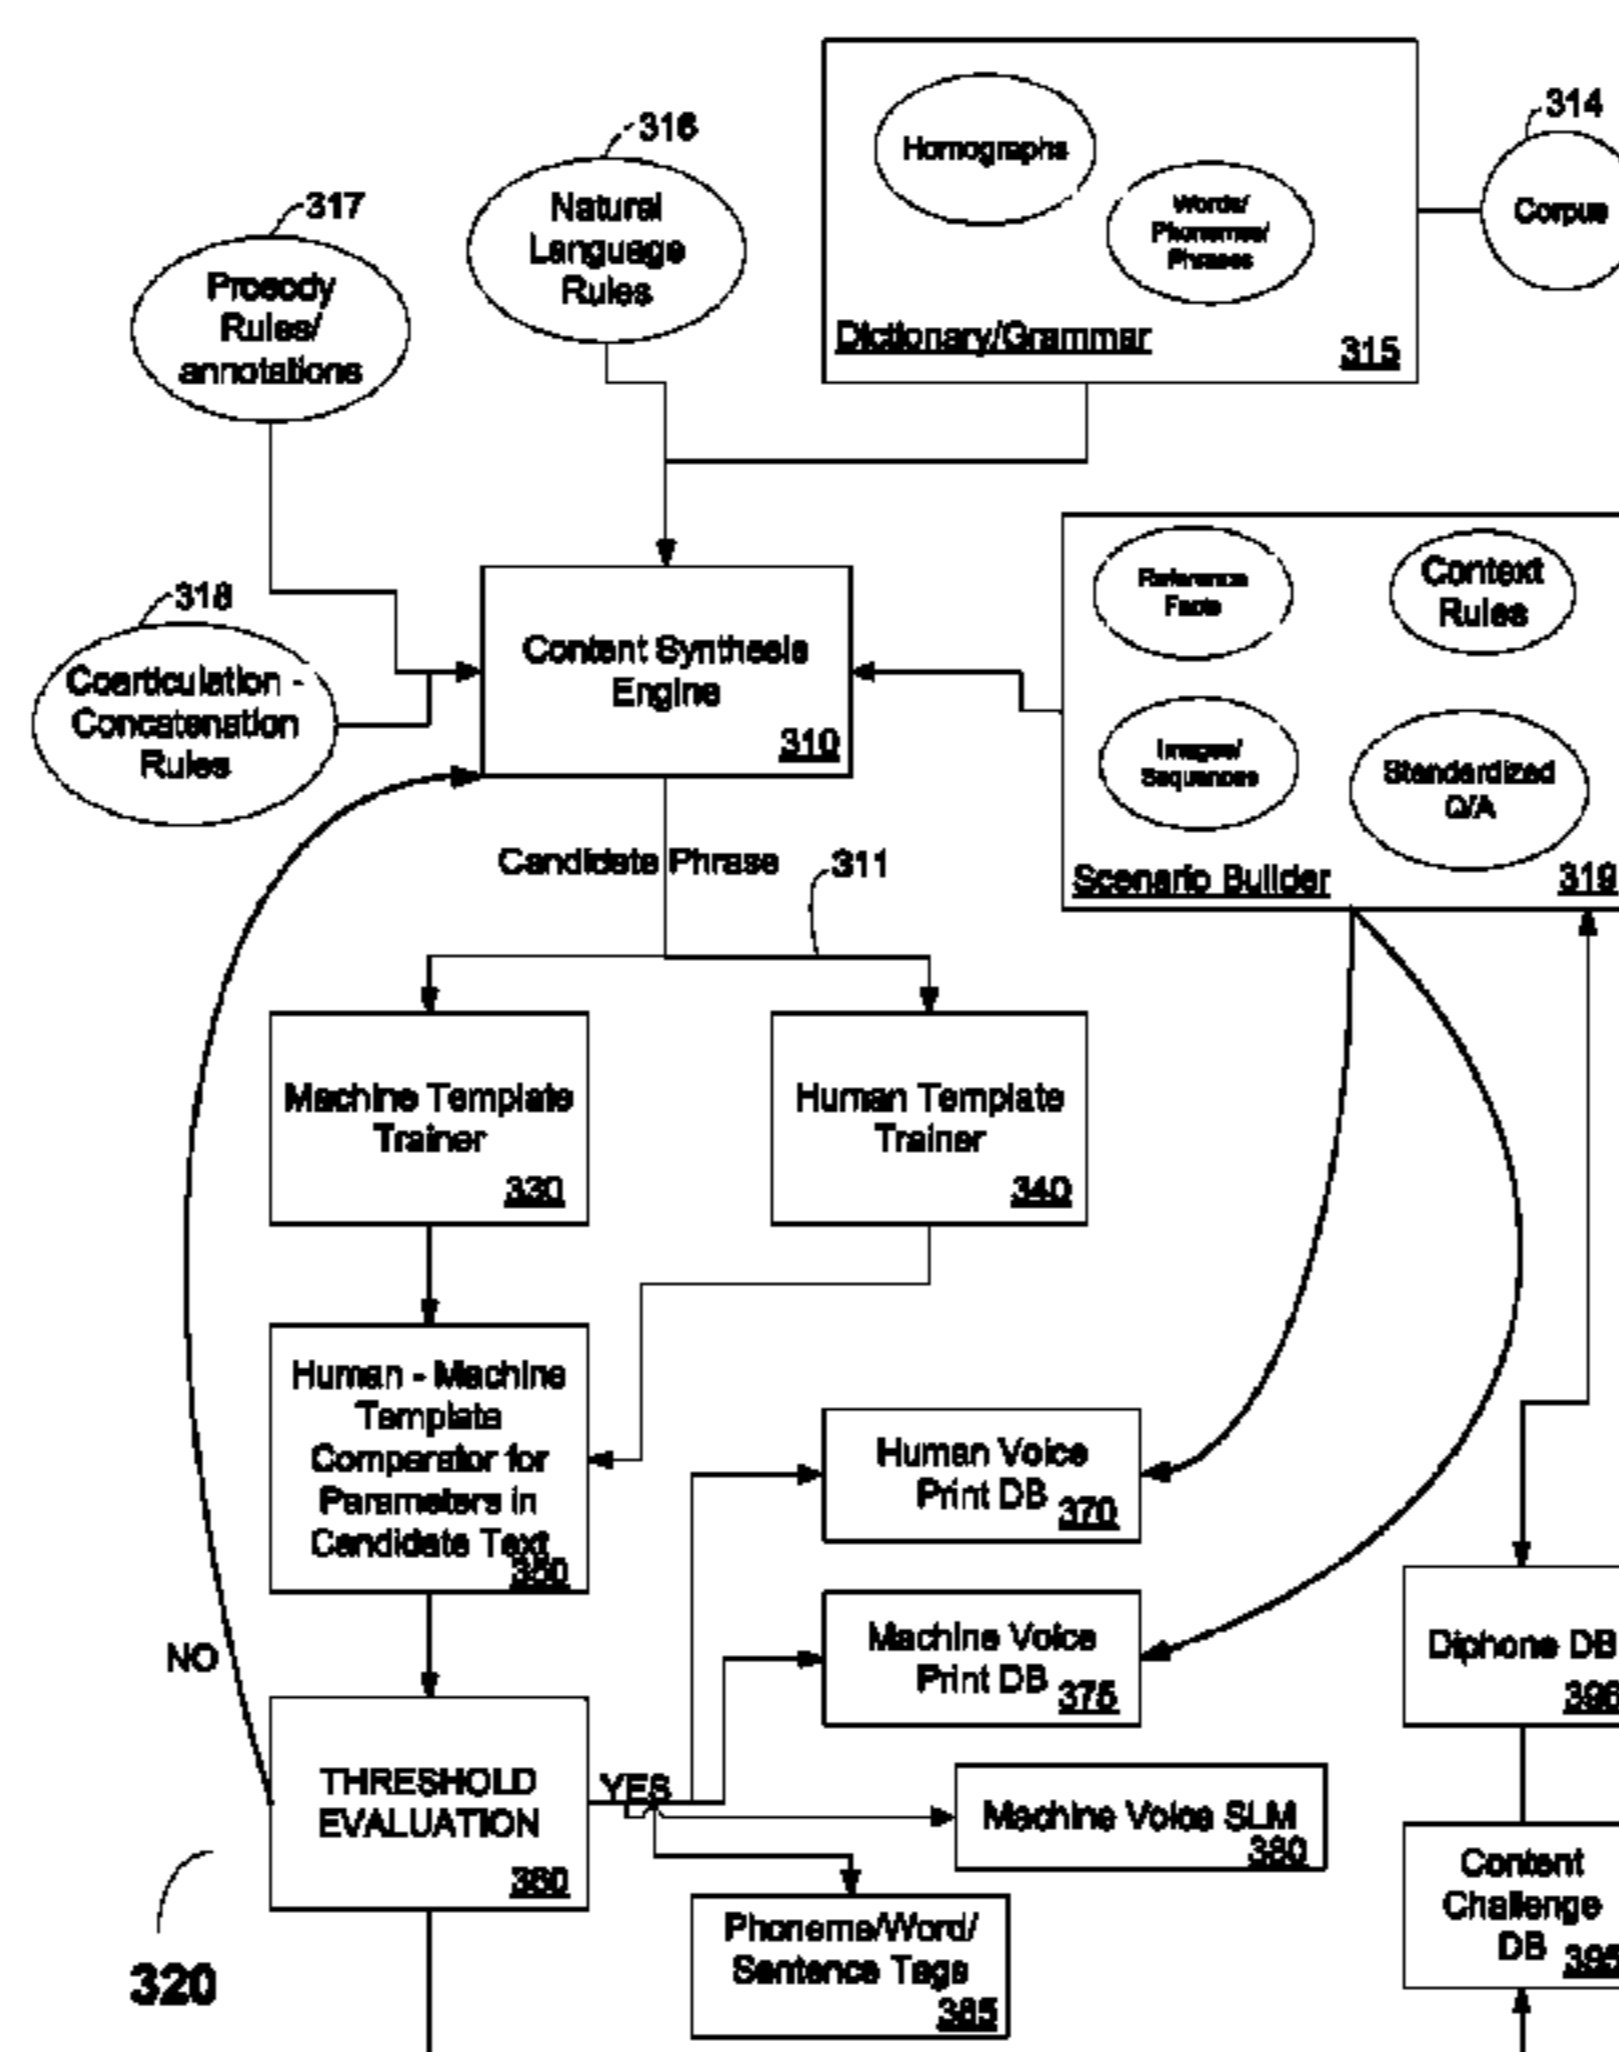 314
316
317
Homographs
Words/
Phonemes/
Phrases
Corpus
Natural
Language
Rules
Prosody
Rules/
annotations
Dictionary/Grammar
315
318
Reference
Facts
Context
Rules
Content Synthesis
Engine
310
Coarticulation -
Concatenation
Rules
Images/
Sequences
Standardized
Q/A
Scenario Builder
319
Candidate Phrase
311
Machine Template
Trainer
330
Human Template
Trainer
340
Human - Machine
Template
Comparator for
Parameters in
Candidate Text
350
Human Voice
Print DB
370
Machine Voice
Print DB
375
Diphone DB
NO
THRESHOLD
EVALUATION
360
YES
Machine Voice SLM
380
Content
Challenge
DB
395
Phoneme/Word/
Sentence Tags
385
320